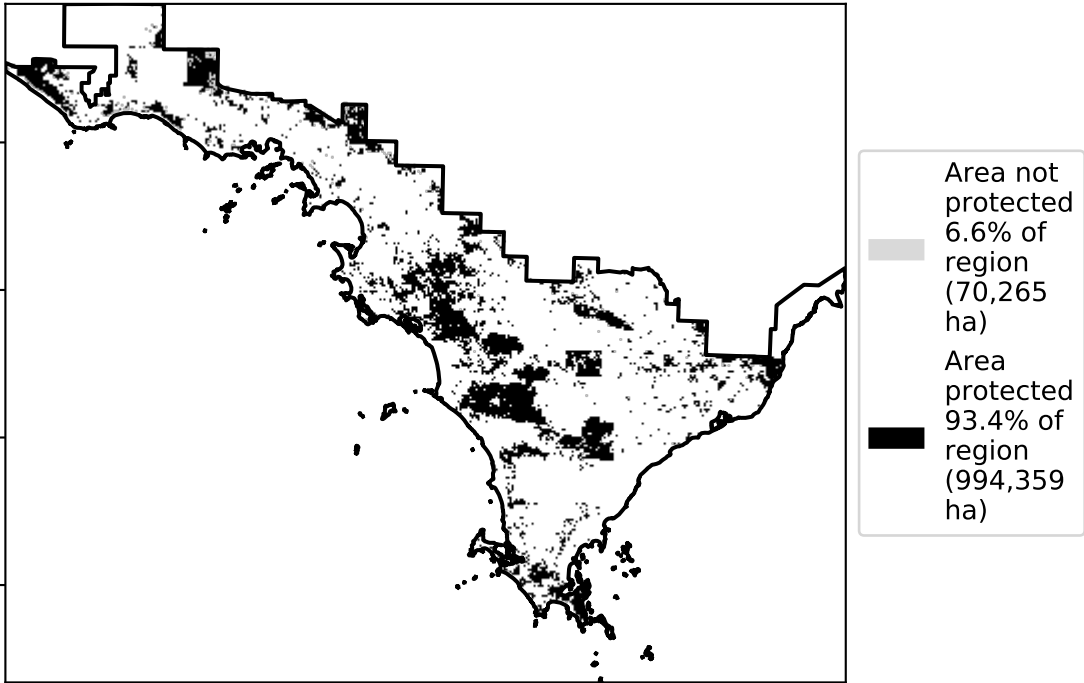 Area not
protected
6.6% of
region
(70,265
ha)
Area
protected
93.4% of
region
(994,359
ha)